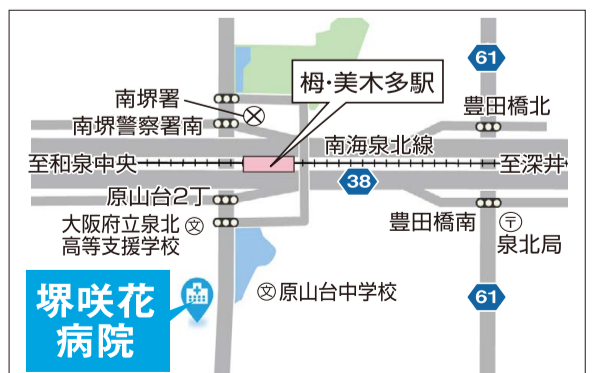 61
栂・美木多駅
南堺署
豊田橋北
南堺警察署南
南海泉北線
至和泉中央
至深井
38
原山台2丁
大阪府立泉北
高等支援学校
文
豊田橋南
〒
泉北局
文 原山台中学校
堺咲花
病院
61